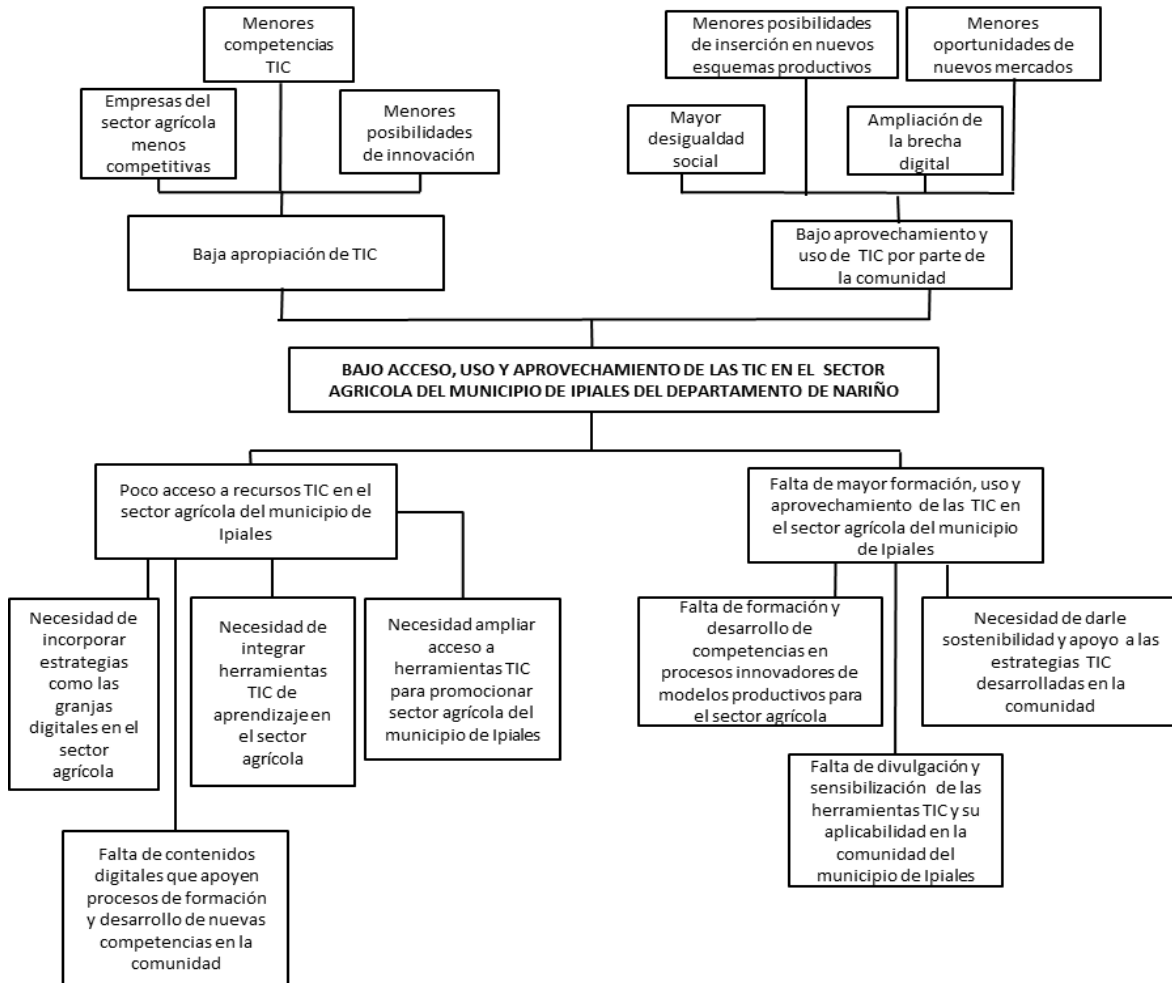 Menores
competencias
TIC
Menores posibilidades
de inserción en nuevos
esquemas productivos
Menores
oportunidades de
nuevos mercados
Empresas del
sector agrícola
menos
competitivas
Menores
posibilidades
de innovación
Mayor
desigualdad
social
Ampliación de
la brecha
digital
Baja apropiación de TIC
Bajo aprovechamiento y
uso de TIC por parte de
la comunidad
BAJO ACCESO, USO Y APROVECHAMIENTO DE LAS TIC EN EL SECTOR
AGRICOLA DEL MUNICIPIO DE IPIALES DEL DEPARTAMENTO DE NARIÑO
Poco acceso a recursos TIC en el
sector agrícola del municipio de
Ipiales
Falta de mayor formación, uso y
aprovechamiento de las TIC en
el sector agrícola del municipio
de Ipiales
Necesidad de
incorporar
estrategias
como las
granjas
digitales en el
sector
agrícola
Necesidad de
integrar
herramientas
TIC de
aprendizaje en
el sector
agrícola
Necesidad ampliar
acceso a
herramientas TIC
para promocionar
sector agrícola del
municipio de Ipiales
Falta de formación y
desarrollo de
competencias en
procesos innovadores de
modelos productivos para
el sector agrícola
Necesidad de darle
sostenibilidad y apoyo a las
estrategias TIC
desarrolladas en la
comunidad
Falta de divulgación y
sensibilización de las
herramientas TIC y su
aplicabilidad en la
comunidad del
municipio de Ipiales
Falta de contenidos
digitales que apoyen
procesos de formación
y desarrollo de nuevas
competencias en la
comunidad